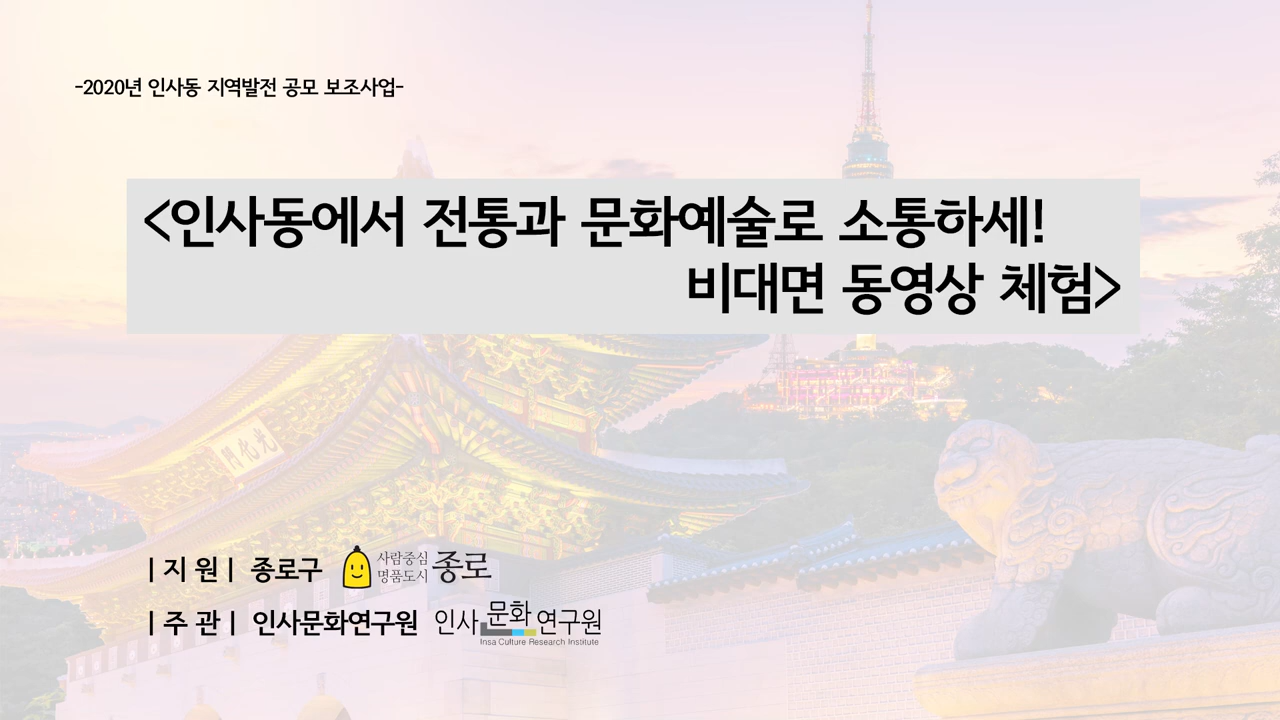 -2020년 인사동 지역발전 공모 보조사업-
<인사동에서 전통과 문화예술로 소통하세!
비대면 동영상 체험>
光化門
| 지 원 | 종로구 사람중심 명품도시 종로
| 주 관 | 인사문화연구원 인사 문화 연구원
Insa Culture Research Institute